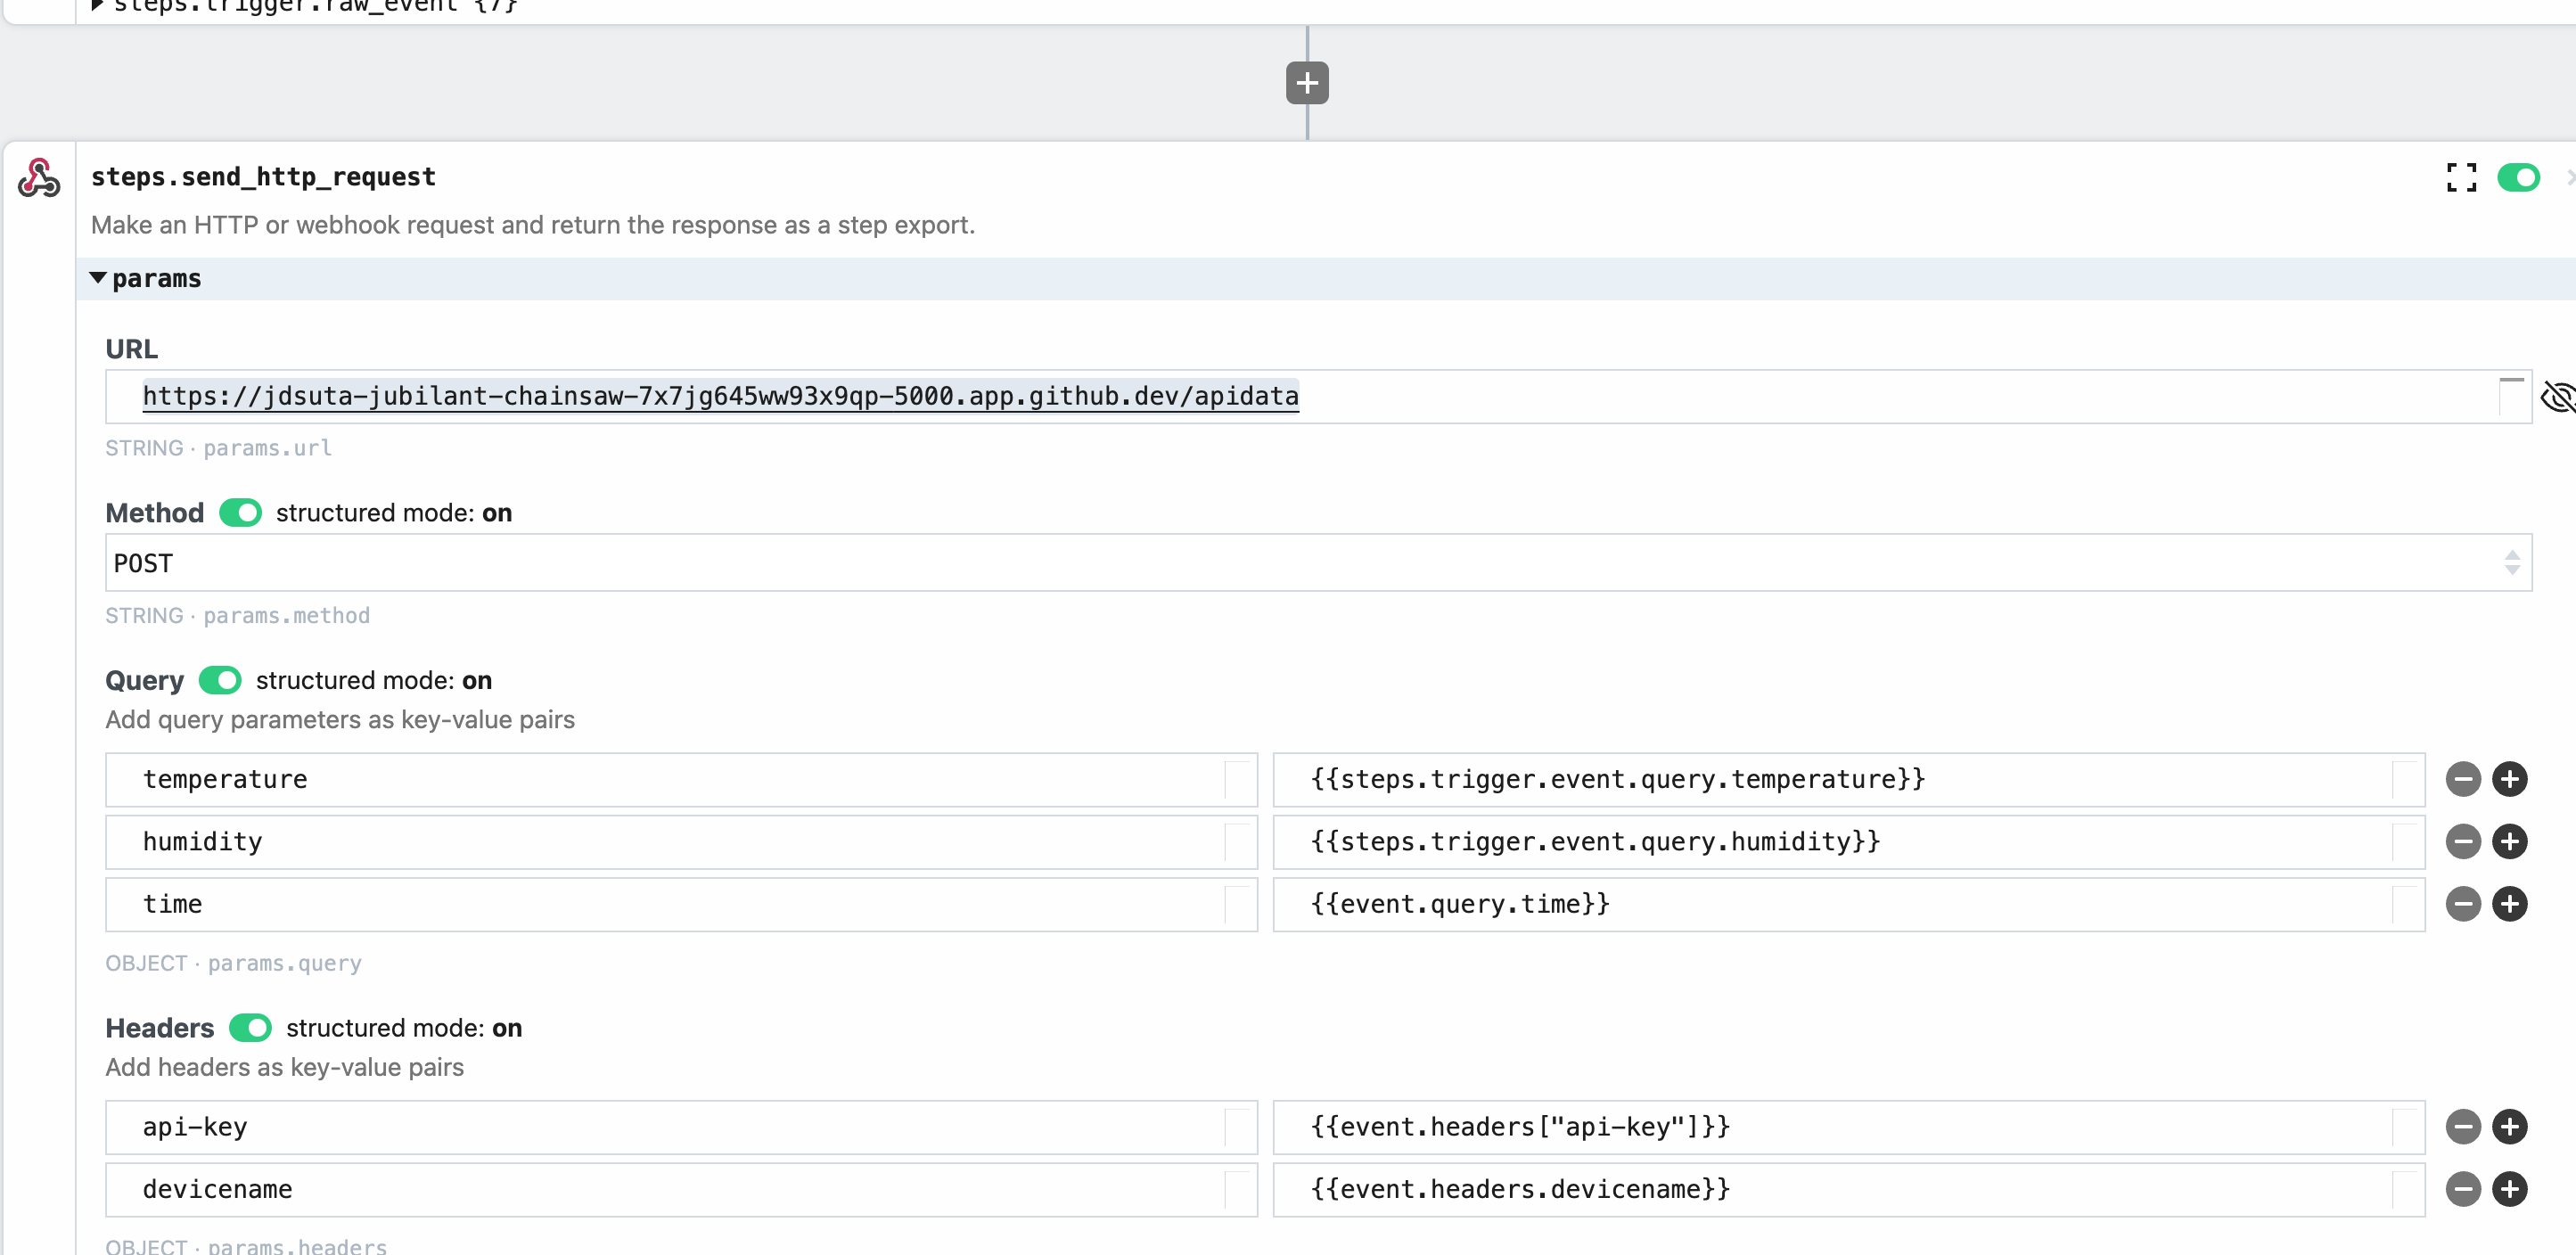 steps.trigger.raw_event {7}
steps.send_http_request
Make an HTTP or webhook request and return the response as a step export.
params
URL
https://jdsuta-jubilant-chainsaw-7x7jg645ww93x9qp-5000.app.github.dev/apidata
STRING · params.url
Method structured mode: on
POST
STRING · params.method
Query structured mode: on
Add query parameters as key-value pairs
temperature {{steps.trigger.event.query.temperature}}
humidity {{steps.trigger.event.query.humidity}}
time {{event.query.time}}
OBJECT · params.query
Headers structured mode: on
Add headers as key-value pairs
api-key {{event.headers["api-key"]}}
devicename {{event.headers.devicename}}
OBJECT · params.headers